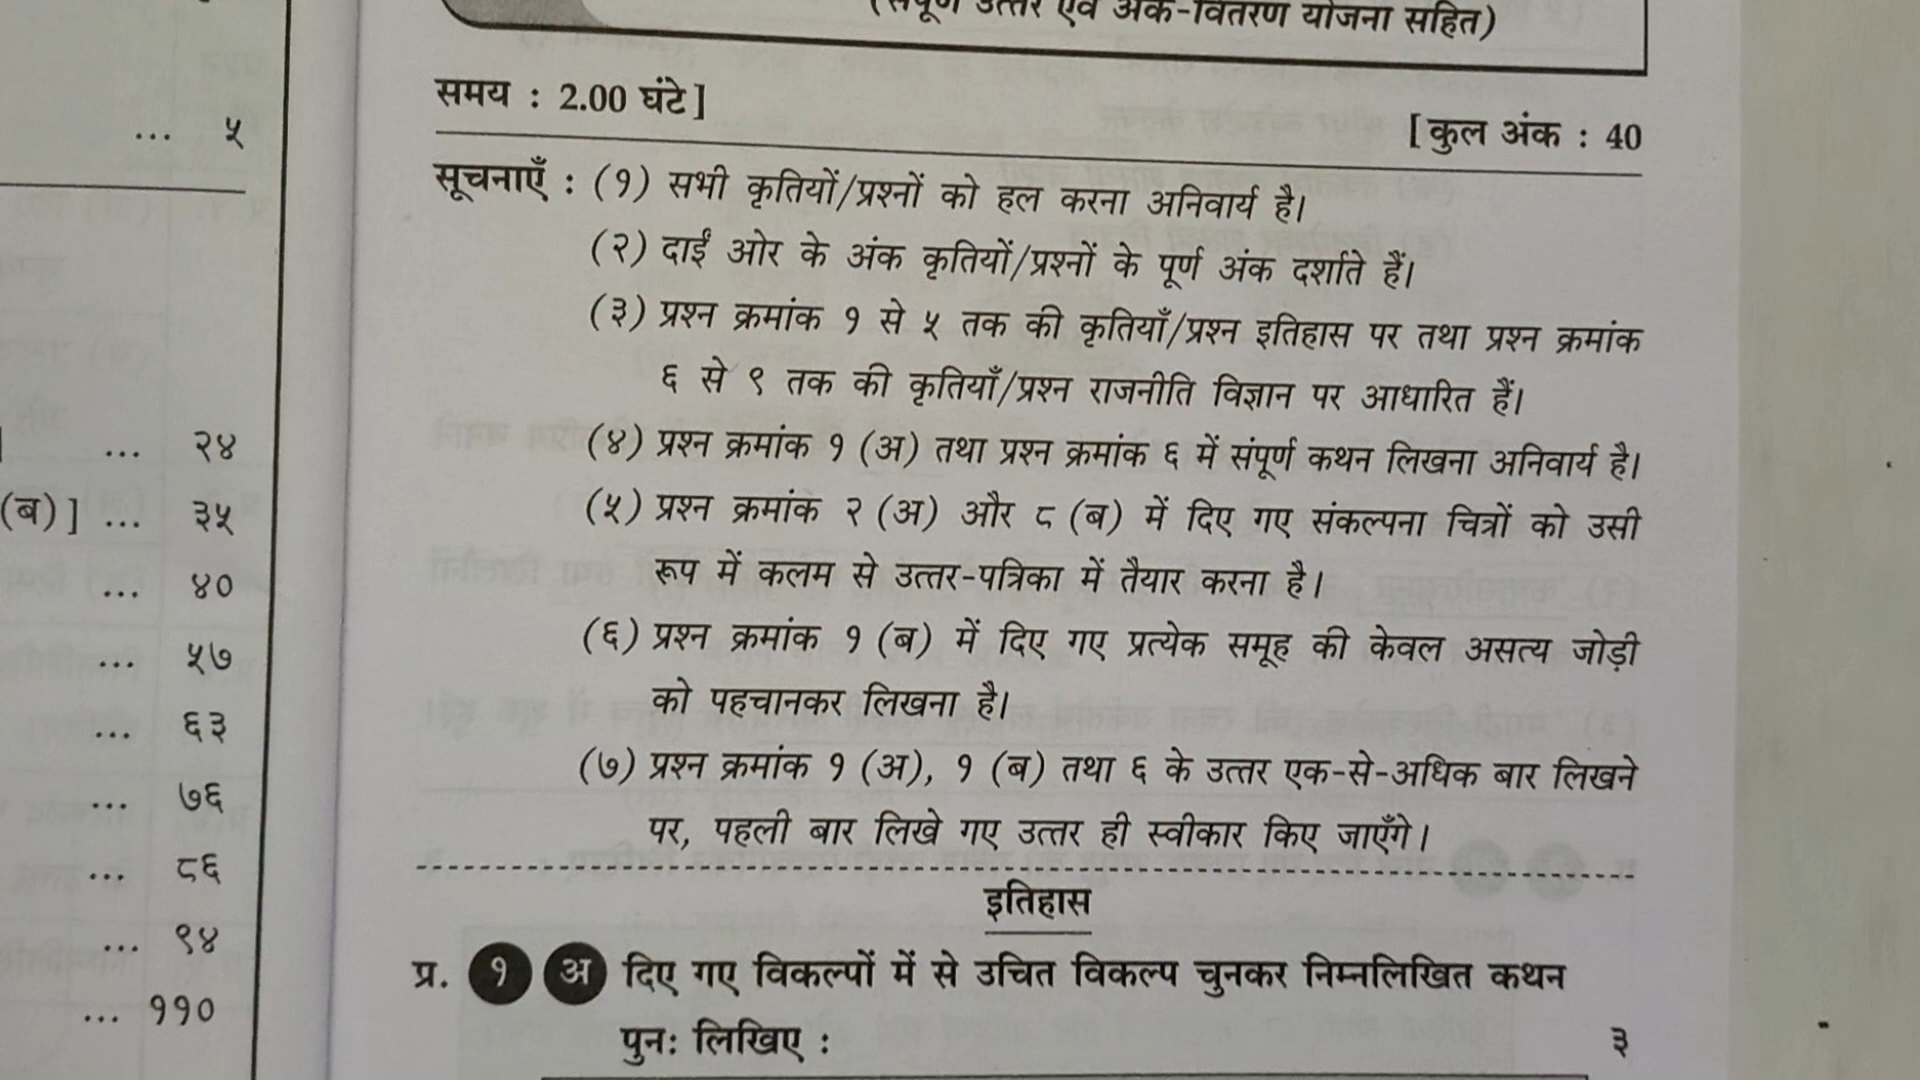 ... ५
... २४
(ब) ] ... ३५
... ४०
... ५७
... ६३
... ७६
... ८६
... ९४
... ११०
(संपूर्ण उत्तर एवं अंक-वितरण योजना सहित)
समय : 2.00 घंटे ]
[ कुल अंक : 40
सूचनाएँ : (१) सभी कृतियों/प्रश्नों को हल करना अनिवार्य है।
(२) दाईं ओर के अंक कृतियों/प्रश्नों के पूर्ण अंक दर्शाते हैं।
(३) प्रश्न क्रमांक १ से ५ तक की कृतियाँ/प्रश्न इतिहास पर तथा प्रश्न क्रमांक
६ से ९ तक की कृतियाँ/प्रश्न राजनीति विज्ञान पर आधारित हैं।
(४) प्रश्न क्रमांक १ (अ) तथा प्रश्न क्रमांक ६ में संपूर्ण कथन लिखना अनिवार्य है।
(५) प्रश्न क्रमांक २ (अ) और ८ (ब) में दिए गए संकल्पना चित्रों को उसी
रूप में कलम से उत्तर-पत्रिका में तैयार करना है।
(६) प्रश्न क्रमांक १ (ब) में दिए गए प्रत्येक समूह की केवल असत्य जोड़ी
को पहचानकर लिखना है।
(७) प्रश्न क्रमांक १ (अ), १ (ब) तथा ६ के उत्तर एक-से-अधिक बार लिखने
पर, पहली बार लिखे गए उत्तर ही स्वीकार किए जाएँगे।
इतिहास
प्र. १ अ दिए गए विकल्पों में से उचित विकल्प चुनकर निम्नलिखित कथन
पुनः लिखिए : ३